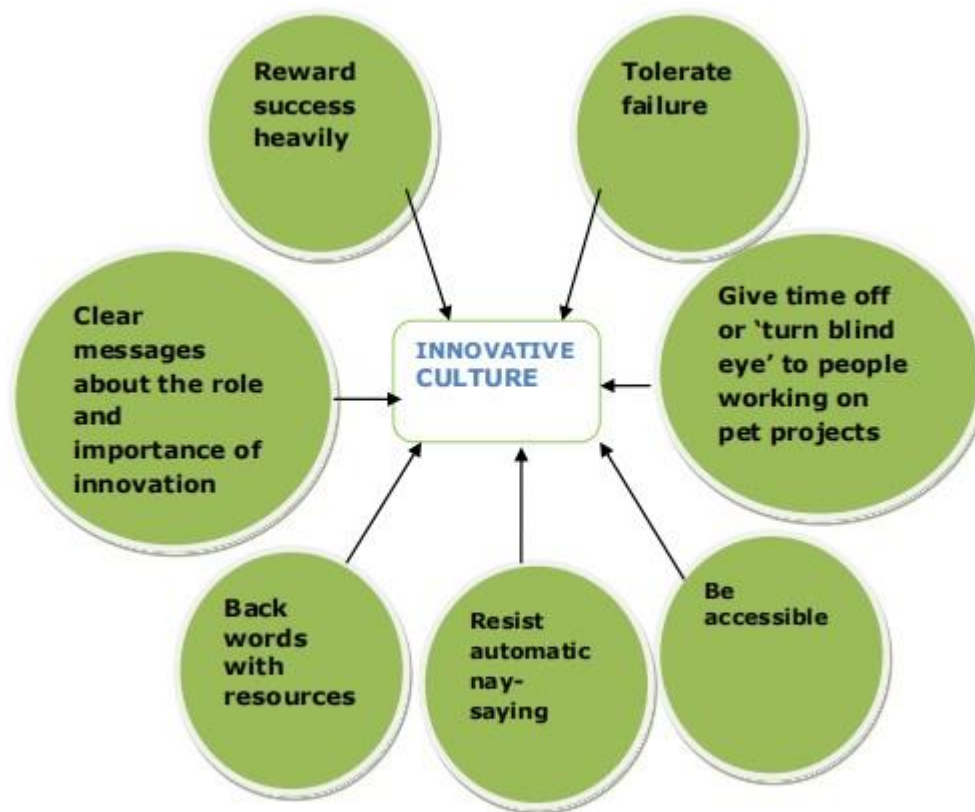 Reward
success
heavily
Tolerate
failure
Clear
messages
about the role
and
importance of
innovation
INNOVATIVE
CULTURE
Give time off
or ‘turn blind
eye’ to people
working on
pet projects
Back
words
with
resources
Resist
automatic
nay-
saying
Be
accessible